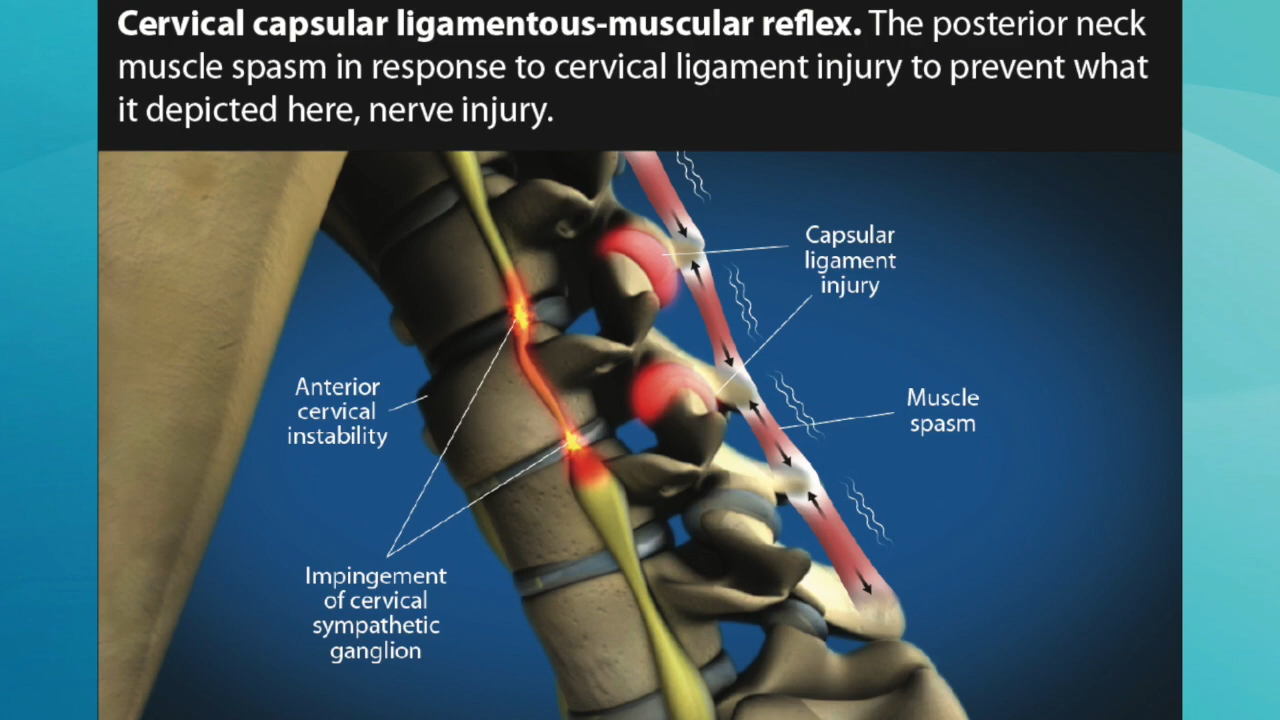 Cervical capsular ligamentous-muscular reflex. The posterior neck
muscle spasm in response to cervical ligament injury to prevent what
it depicted here, nerve injury.
Capsular
ligament
injury
Anterior
cervical
instability
Muscle
spasm
Impingement
of cervical
sympathetic
ganglion